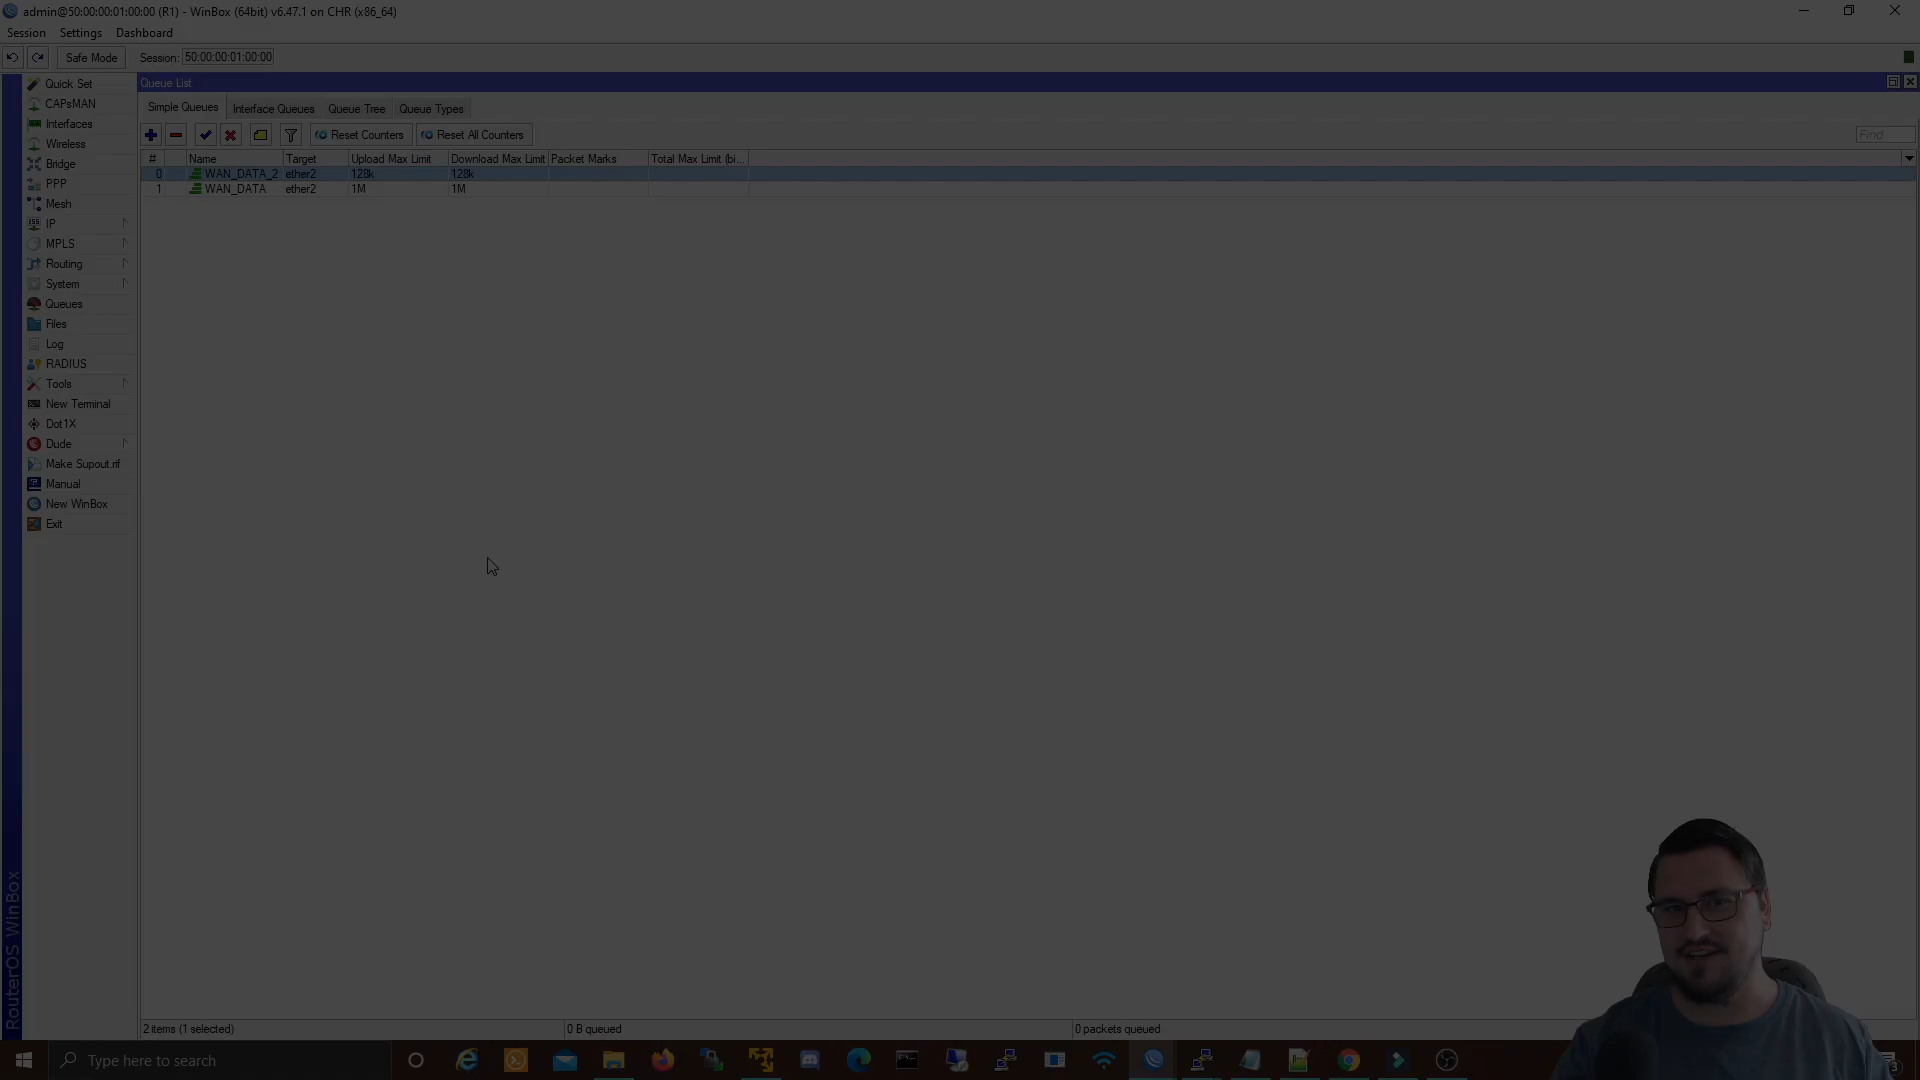 admin@50:00:00:01:00:00 (R1) - WinBox (64bit) v6.47.1 on CHR (x86_64)
Session Settings Dashboard
Safe Mode Session: 50:00:00:01:00:00
Queue List
Simple Queues Interface Queues Queue Tree Queue Types
Reset Counters Reset All Counters Find
# Name Target Upload Max Limit Download Max Limit Packet Marks Total Max Limit (bi...
0 WAN_DATA_2 ether2 128k 128k
1 WAN_DATA ether2 1M 1M
Quick Set
CAPsMAN
Interfaces
Wireless
Bridge
PPP
Mesh
IP
MPLS
Routing
System
Queues
Files
Log
RADIUS
Tools
New Terminal
Dot1X
Dude
Make Supout.rif
Manual
New WinBox
Exit
RouterOS WinBox
2 items (1 selected) 0 B queued 0 packets queued
Type here to search
3